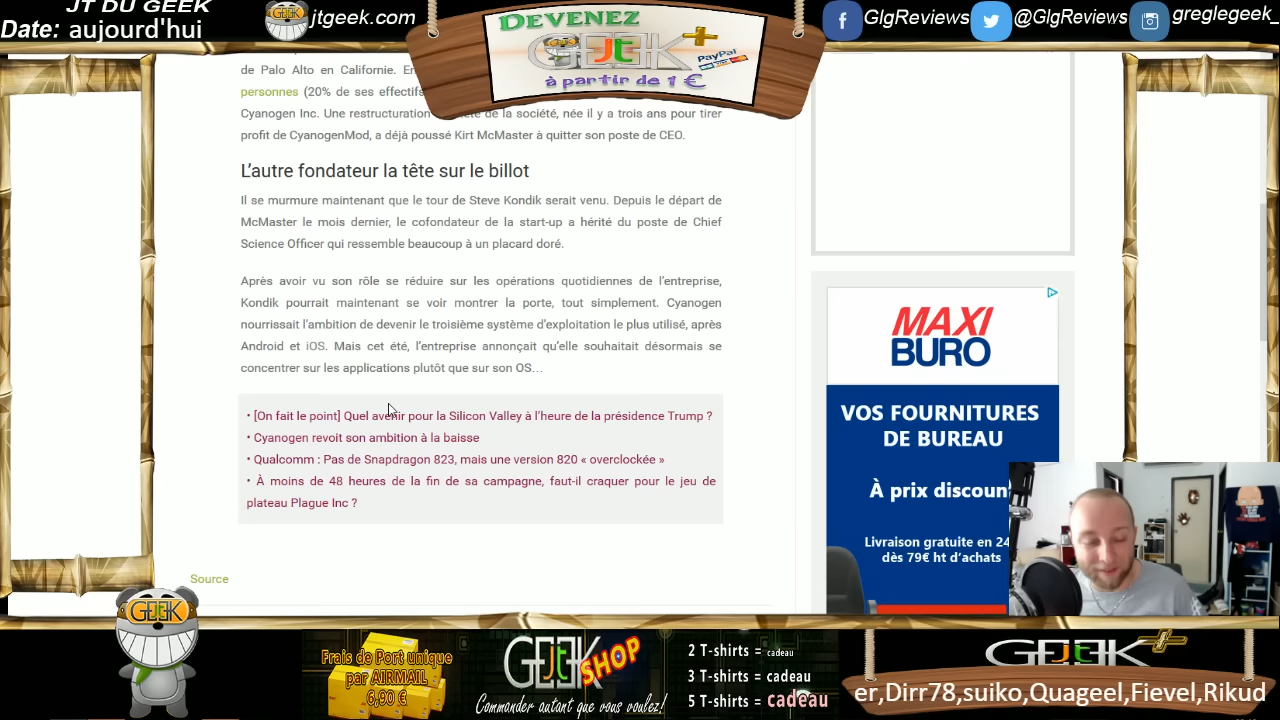 JT DU GEEK
Date: aujourd'hui
jtgeek.com
DEVENEZ
GEEK+
jt
PayPal
à partir de 1 €
GlgReviews
@GlgReviews
greglegeek_
de Palo Alto en Californie. En
personnes (20% de ses effectifs
Cyanogen Inc. Une restructuration de la société, née il y a trois ans pour tirer
profit de CyanogenMod, a déjà poussé Kirt McMaster à quitter son poste de CEO.
L'autre fondateur la tête sur le billot
Il se murmure maintenant que le tour de Steve Kondik serait venu. Depuis le départ de
McMaster le mois dernier, le cofondateur de la start-up a hérité du poste de Chief
Science Officer qui ressemble beaucoup à un placard doré.
Après avoir vu son rôle se réduire sur les opérations quotidiennes de l'entreprise,
Kondik pourrait maintenant se voir montrer la porte, tout simplement. Cyanogen
nourrissait l'ambition de devenir le troisième système d'exploitation le plus utilisé, après
Android et iOS. Mais cet été, l'entreprise annonçait qu'elle souhaitait désormais se
concentrer sur les applications plutôt que sur son OS…
• [On fait le point] Quel avenir pour la Silicon Valley à l'heure de la présidence Trump ?
• Cyanogen revoit son ambition à la baisse
• Qualcomm : Pas de Snapdragon 823, mais une version 820 « overclockée »
• À moins de 48 heures de la fin de sa campagne, faut-il craquer pour le jeu de
plateau Plague Inc ?
Source
MAXI
BURO
VOS FOURNITURES
DE BUREAU
À prix discoun
Livraison gratuite en 24
dès 79€ ht d'achats
GEEK
Frais de Port unique
par AIRMAIL
6,90 €
GEEK SHOP
jt
Commander autant que vous voulez!
2 T-shirts = cadeau
3 T-shirts = cadeau
5 T-shirts = cadeau
GEEK+
jt
er,Dirr78,suiko,Quageel,Fievel,Rikud